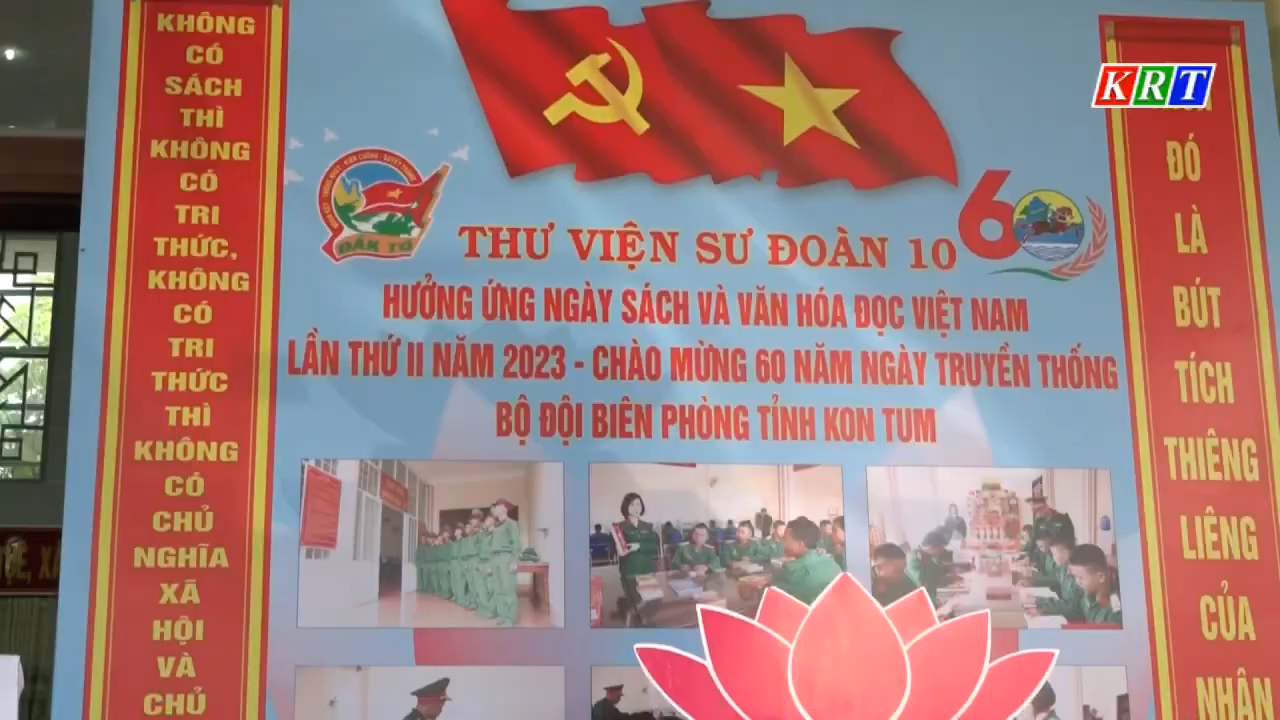 KHÔNG
CÓ
SÁCH
THÌ
KHÔNG
CÓ
TRI
THỨC,
KHÔNG
CÓ
TRI
THỨC
THÌ
KHÔNG
CÓ
CHỦ
NGHĨA
XÃ
HỘI
VÀ
CHỦ
ĐĂK TÔ
60
THƯ VIỆN SƯ ĐOÀN 10
HƯỞNG ỨNG NGÀY SÁCH VÀ VĂN HÓA ĐỌC VIỆT NAM
LẦN THỨ II NĂM 2023 - CHÀO MỪNG 60 NĂM NGÀY TRUYỀN THỐNG
BỘ ĐỘI BIÊN PHÒNG TỈNH KON TUM
KRT
ĐÓ
LÀ
BÚT
TÍCH
THIÊNG
LIÊNG
CỦA
NHÂN